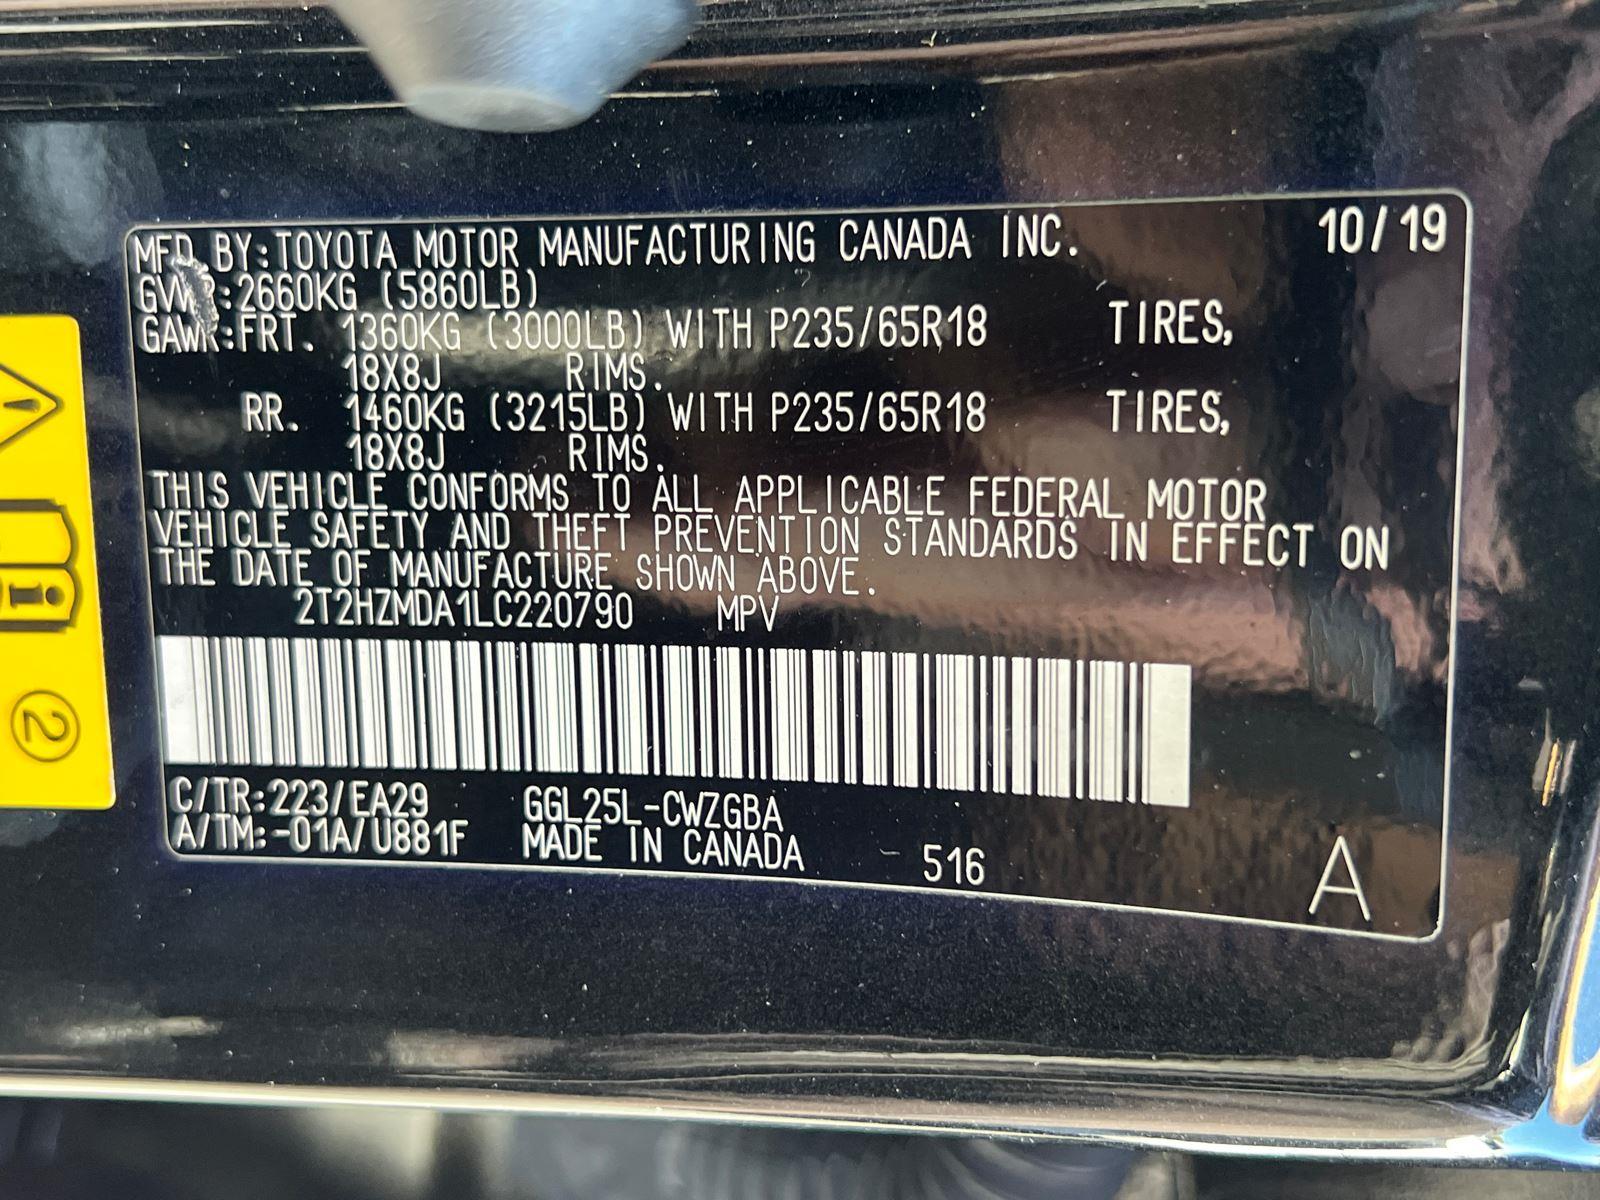 MFD BY:TOYOTA MOTOR MANUFACTURING CANADA INC. 10/19
GVWR:2660KG (5860LB)
GAWR:FRT. 1360KG (3000LB) WITH P235/65R18 TIRES,
18X8J RIMS.
RR. 1460KG (3215LB) WITH P235/65R18 TIRES,
18X8J RIMS.
THIS VEHICLE CONFORMS TO ALL APPLICABLE FEDERAL MOTOR
VEHICLE SAFETY AND THEFT PREVENTION STANDARDS IN EFFECT ON
THE DATE OF MANUFACTURE SHOWN ABOVE.
2T2HZMDA1LC220790 MPV
C/TR:223/EA29 GGL25L-CWZGBA
A/TM:-01A/U881F MADE IN CANADA - 516 A
2